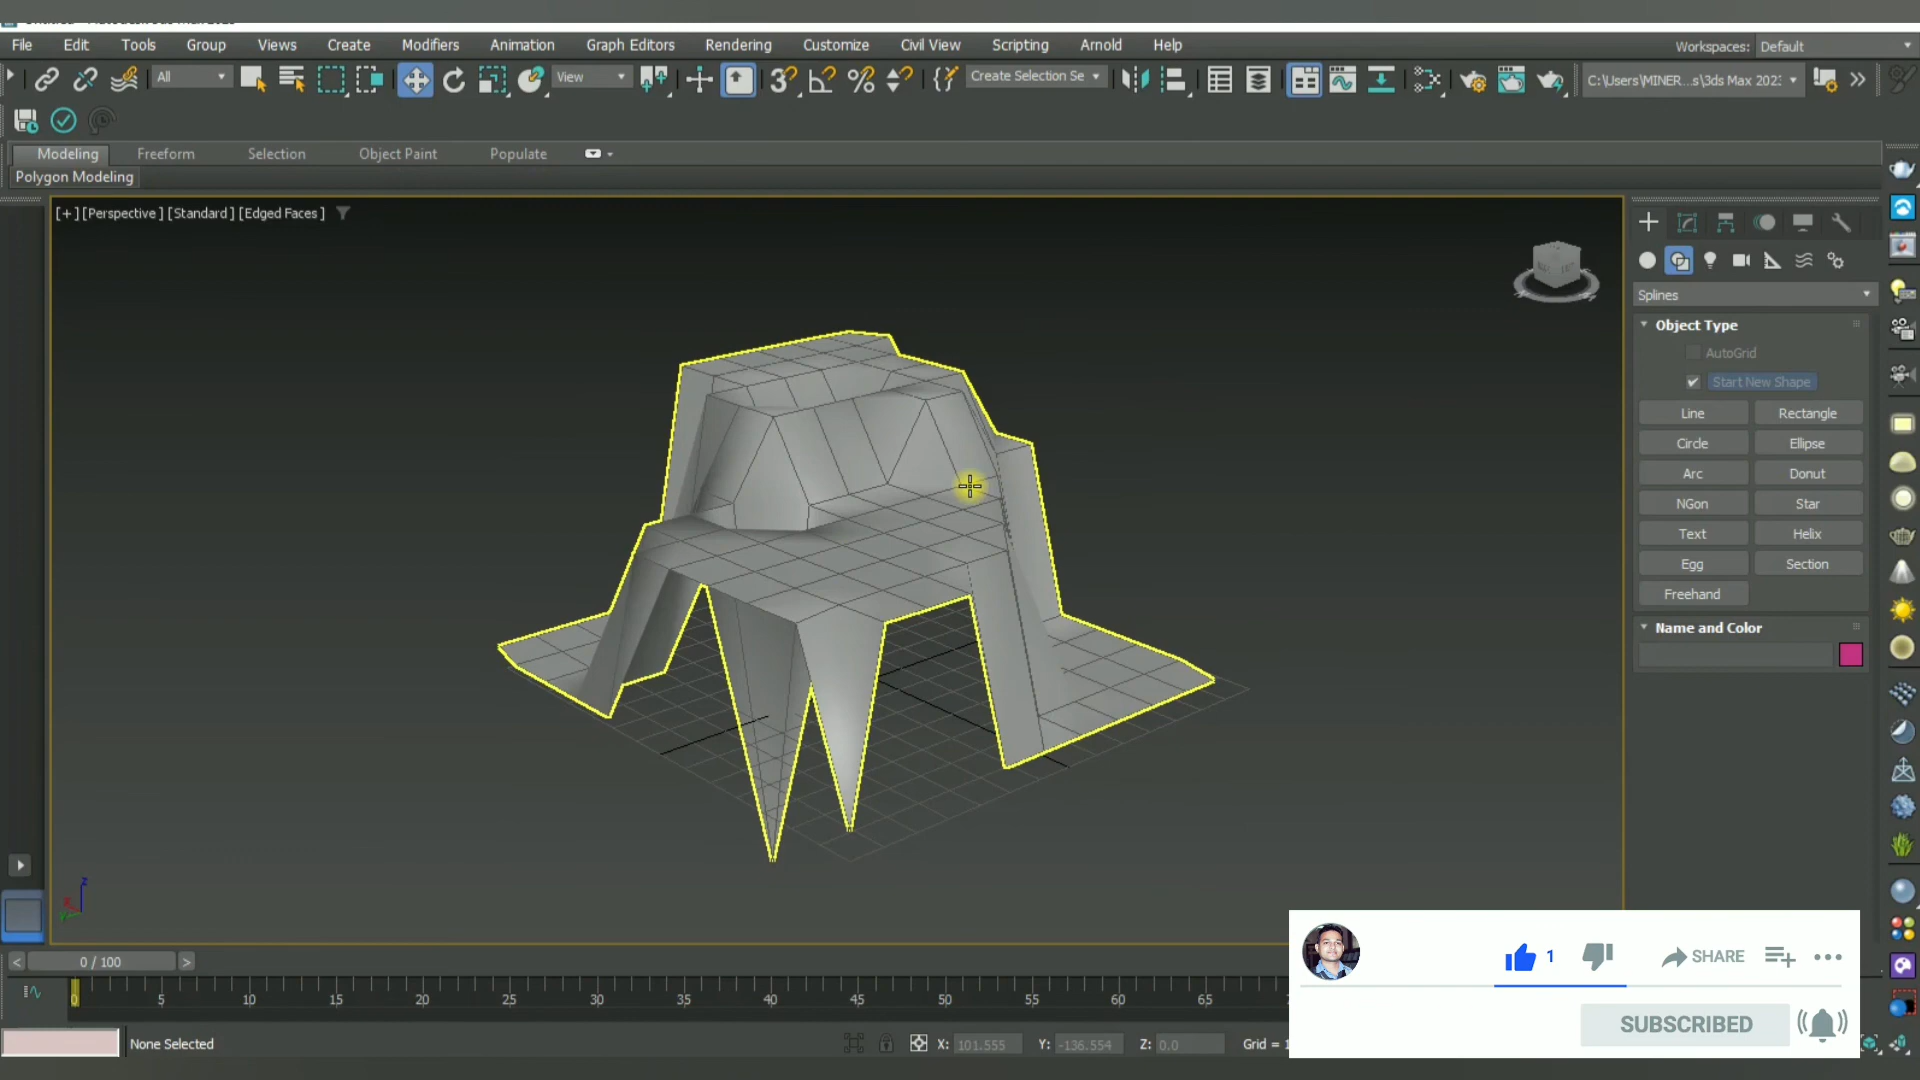 File Edit Tools Group Views Create Modifiers Animation Graph Editors Rendering Customize Civil View Scripting Arnold Help Workspaces: Default
All View Create Selection Se C:\Users\MINER...s\3ds Max 2023
Modeling Freeform Selection Object Paint Populate
Polygon Modeling
[+] [Perspective ] [Standard ] [Edged Faces ]
Splines
Object Type
AutoGrid
Start New Shape
Line Rectangle
Circle Ellipse
Arc Donut
NGon Star
Text Helix
Egg Section
Freehand
Name and Color
z
< 0 / 100 >
0 5 10 15 20 25 30 35 40 45 50 55 60 65
1 SHARE
SUBSCRIBED
None Selected X: 101.555 Y: -136.554 Z: 0.0 Grid =